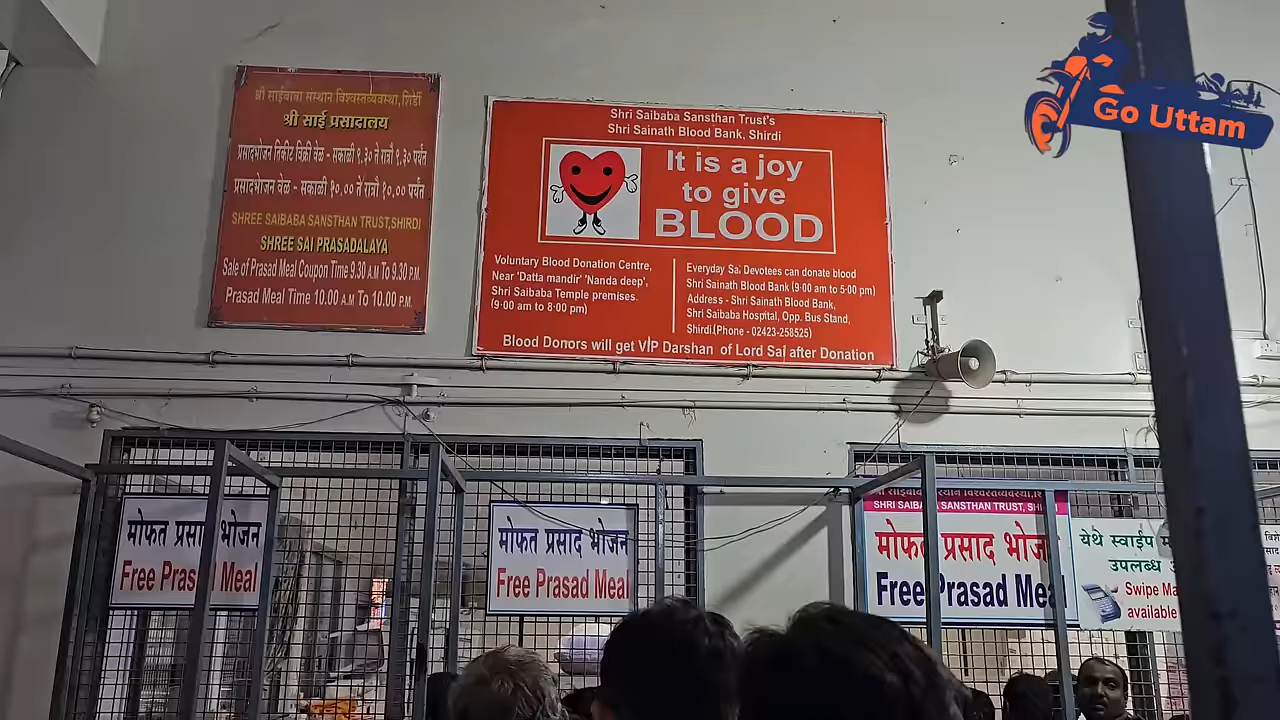 श्री साईबाबा संस्थान विश्वस्तव्यवस्था, शिर्डी
श्री साई प्रसादालय
प्रसादभोजन तिकीट विक्री वेळ - सकाळी ९.३० ते रात्रौ ९.३० पर्यंत
प्रसादभोजन वेळ - सकाळी १०.०० ते रात्रौ १०.०० पर्यंत
SHREE SAIBABA SANSTHAN TRUST,SHIRDI
SHREE SAI PRASADALAYA
Sale of Prasad Meal Coupon Time 9.30 A.M To 9.30 P.M.
Prasad Meal Time 10.00 A.M To 10.00 P.M.
Shri Saibaba Sansthan Trust's
Shri Sainath Blood Bank, Shirdi
It is a joy
to give
BLOOD
Voluntary Blood Donation Centre,
Near 'Datta mandir' 'Nanda deep',
Shri Saibaba Temple premises.
(9:00 am to 8:00 pm)
Everyday Sai Devotees can donate blood
Shri Sainath Blood Bank (9:00 am to 5:00 pm)
Address - Shri Sainath Blood Bank,
Shri Saibaba Hospital, Opp. Bus Stand,
Shirdi.(Phone - 02423-258525)
Blood Donors will get VIP Darshan of Lord Sai after Donation
Go Uttam
मोफत प्रसाद भोजन
Free Prasad Meal
मोफत प्रसाद भोजन
Free Prasad Meal
श्री साईबाबा संस्थान विश्वस्तव्यवस्था,
SHRI SAIBABA SANSTHAN TRUST,
मोफत प्रसाद भोजन
Free Prasad Meal
येथे स्वाईप
उपलब्ध
Swipe
available